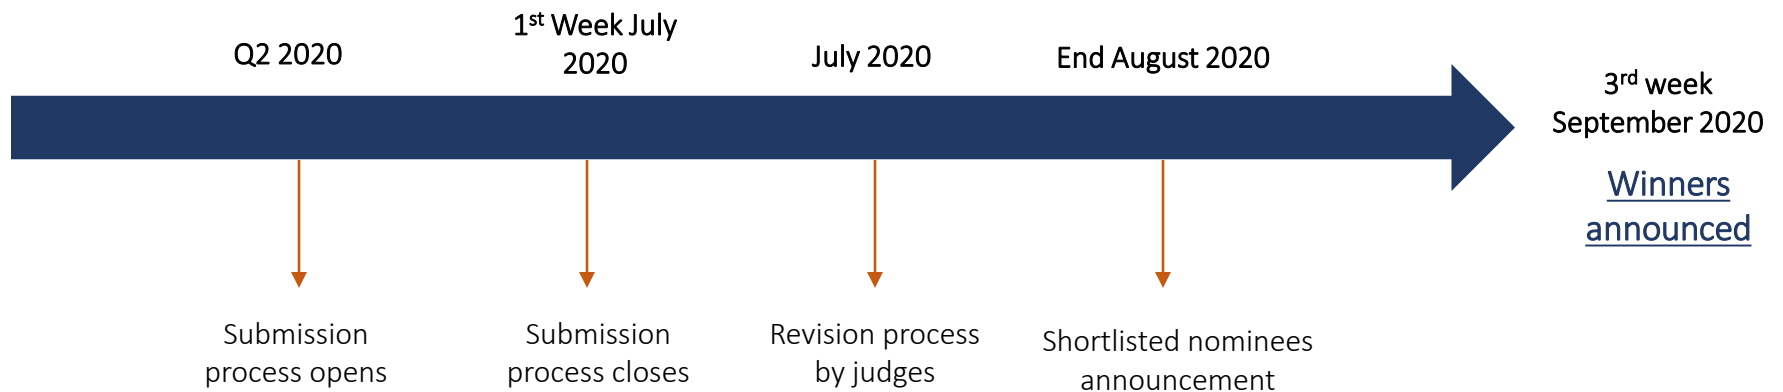 Q2 2020
1st Week July
2020
July 2020
End August 2020
3rd week
September 2020
Winners
announced
Submission
process opens
Submission
process closes
Revision process
by judges
Shortlisted nominees
announcement